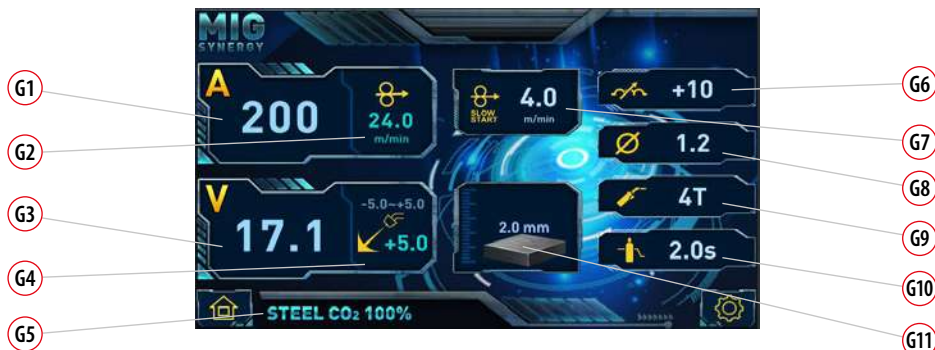 MIG
SYNERGY
A
200
24.0
m/min
SLOW
START
4.0
m/min
+10
1.2
4T
2.0s
V
17.1
-5.0~+5.0
+5.0
2.0 mm
STEEL CO₂ 100%
G1
G2
G3
G4
G5
G6
G7
G8
G9
G10
G11